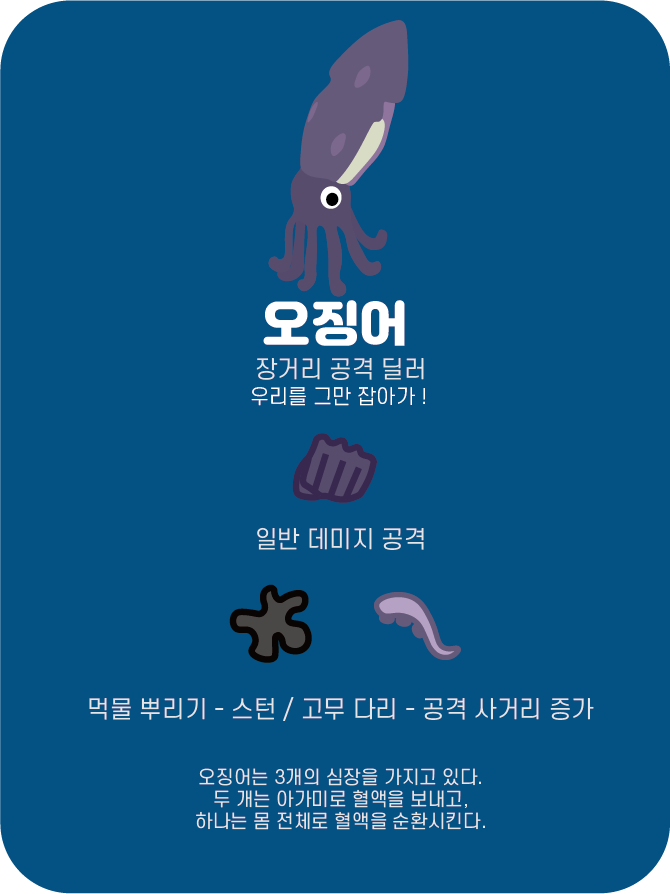 오징어
장거리 공격 딜러
우리를 그만 잡아가 !
일반 데미지 공격
먹물 뿌리기 - 스턴 / 고무 다리 - 공격 사거리 증가
오징어는 3개의 심장을 가지고 있다.
두 개는 아가미로 혈액을 보내고,
하나는 몸 전체로 혈액을 순환시킨다.